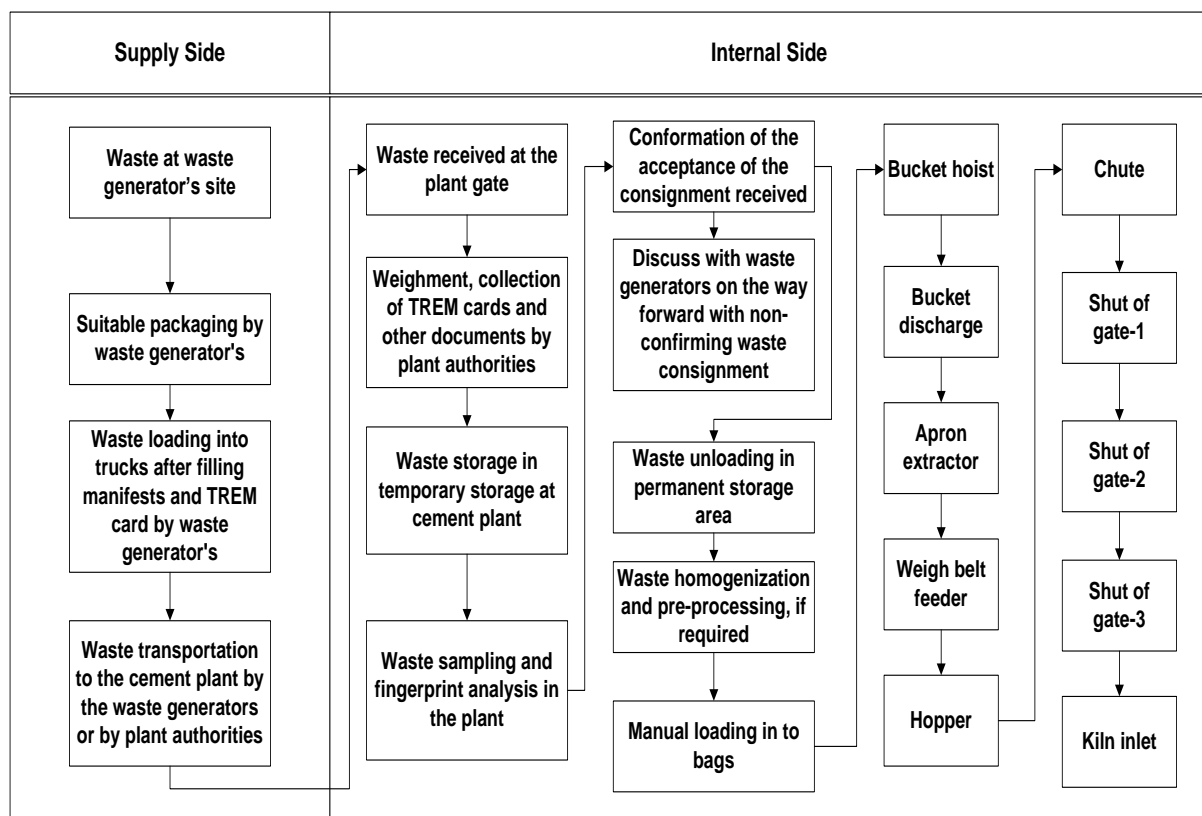 Supply Side
Internal Side
Waste at waste
generator’s site
Suitable packaging by
waste generator's
Waste loading into
trucks after filling
manifests and TREM
card by waste
generator's
Waste transportation
to the cement plant by
the waste generators
or by plant authorities
Waste received at the
plant gate
Weighment, collection
of TREM cards and
other documents by
plant authorities
Waste storage in
temporary storage at
cement plant
Waste sampling and
fingerprint analysis in
the plant
Conformation of the
acceptance of the
consignment received
Discuss with waste
generators on the way
forward with non-
confirming waste
consignment
Waste unloading in
permanent storage
area
Waste homogenization
and pre-processing, if
required
Manual loading in to
bags
Bucket hoist
Bucket
discharge
Apron
extractor
Weigh belt
feeder
Hopper
Chute
Shut of
gate-1
Shut of
gate-2
Shut of
gate-3
Kiln inlet